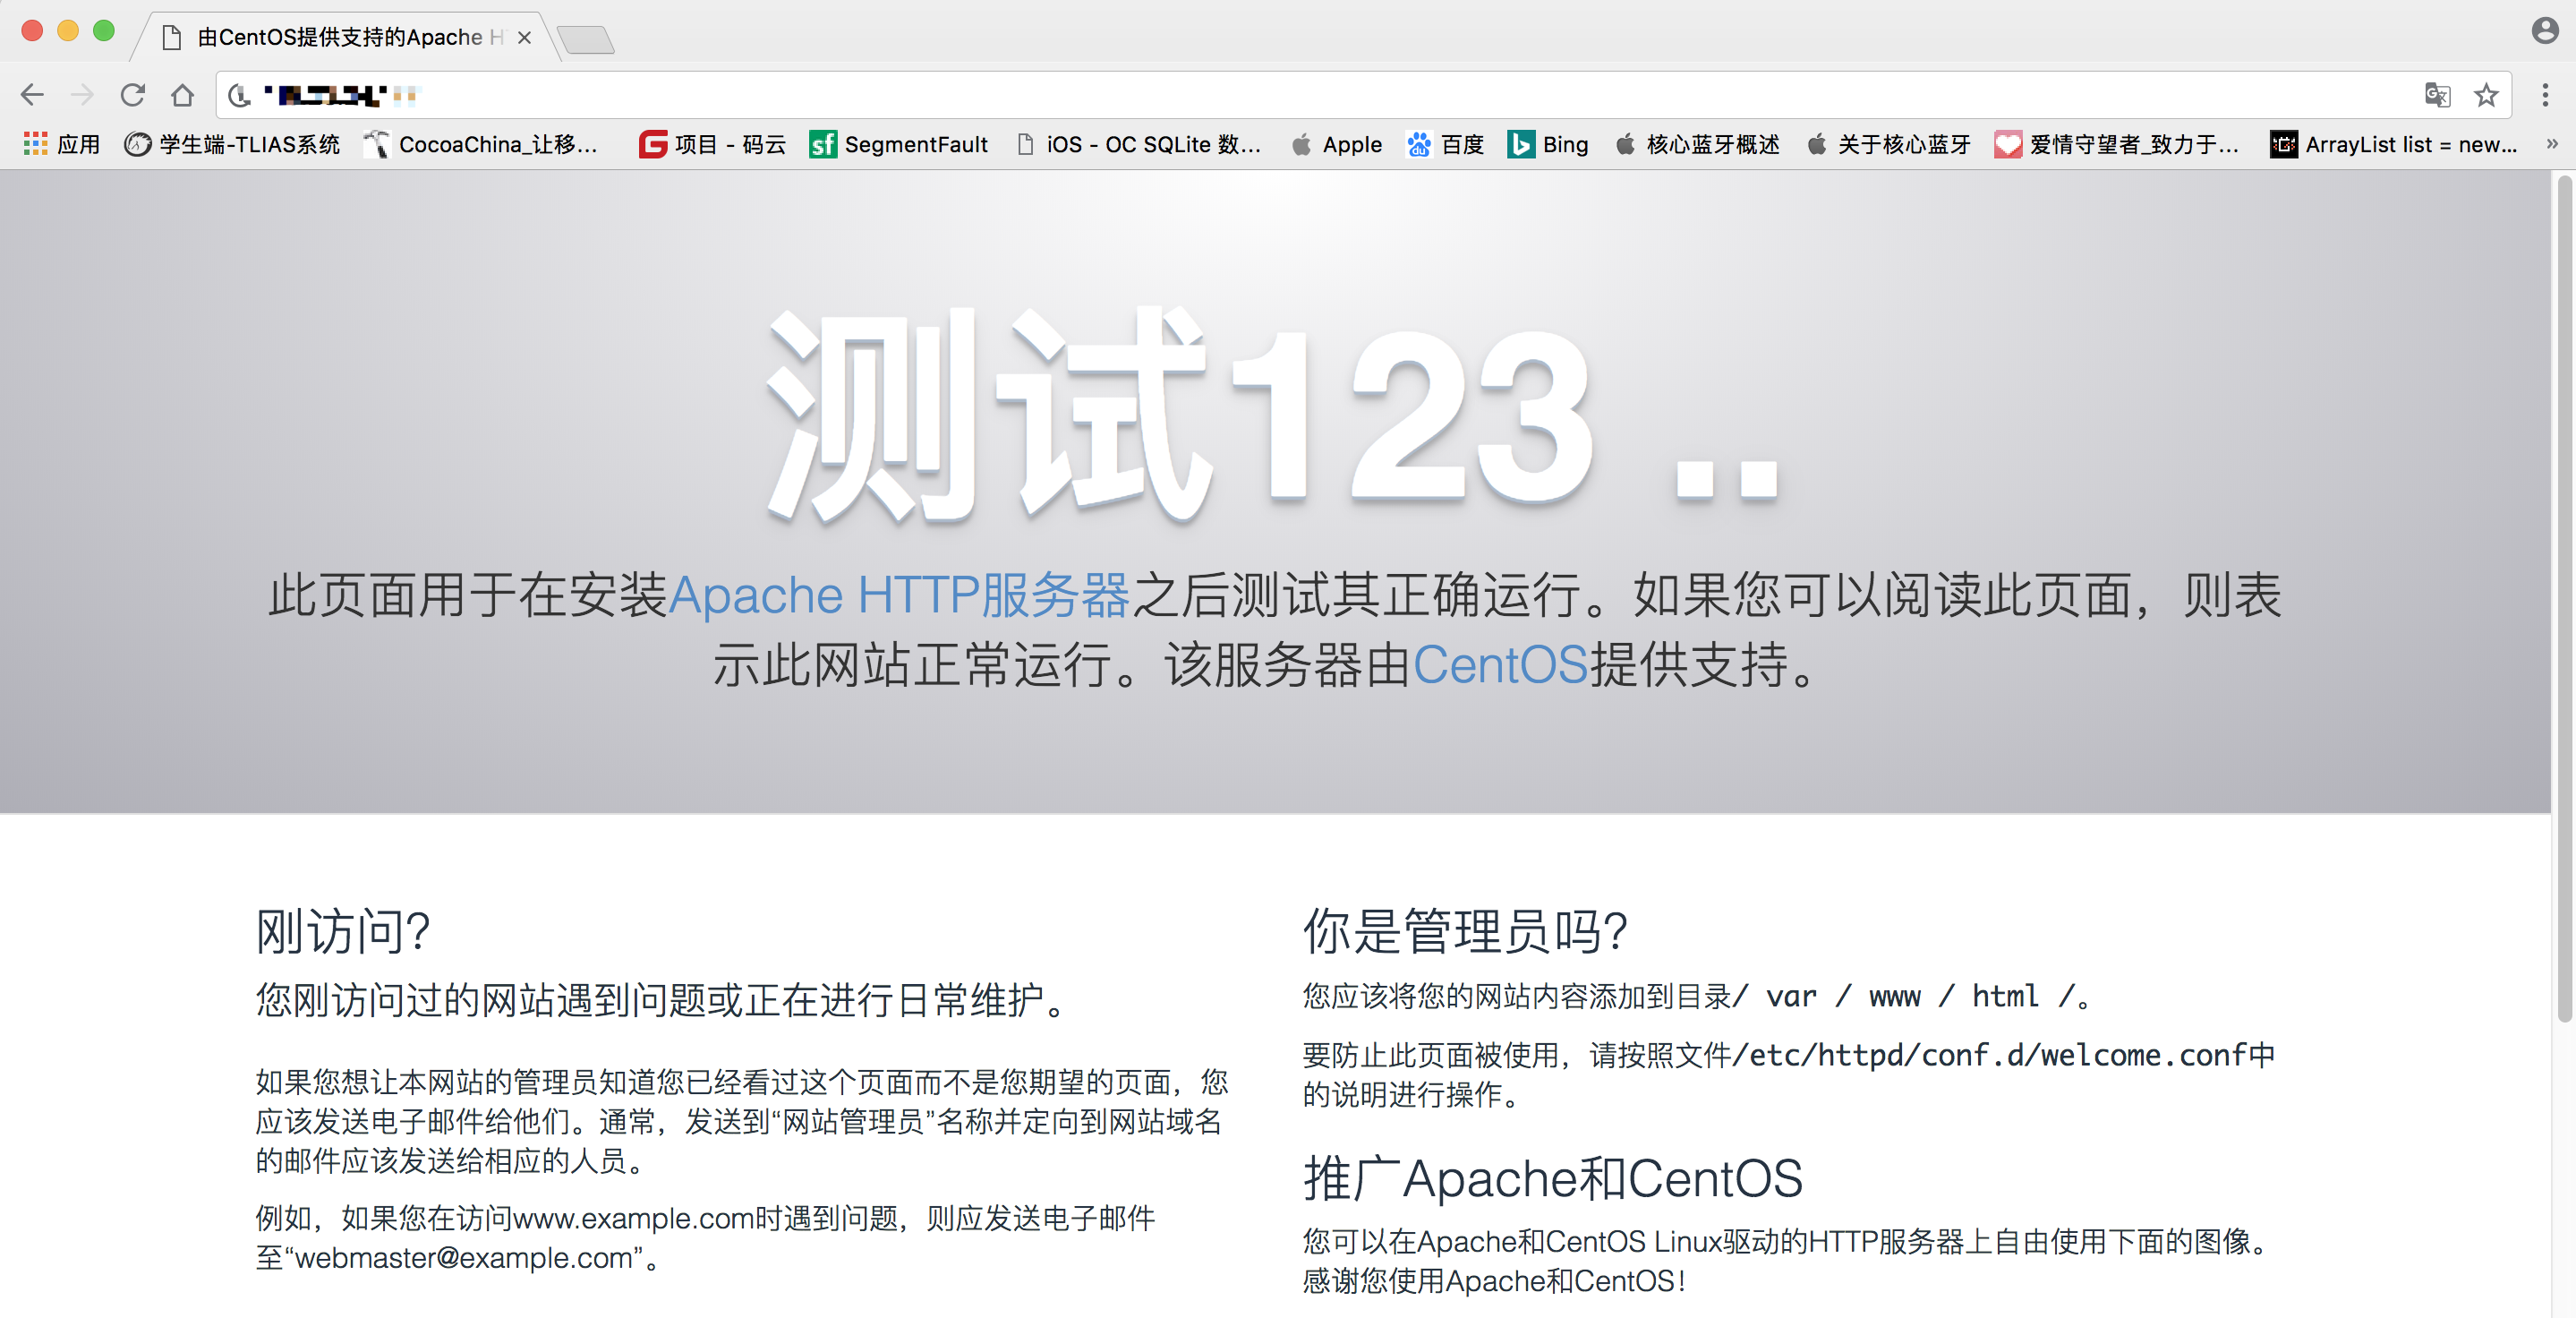 由CentOS提供支持的Apache H
应用 学生端-TLIAS系统 CocoaChina_让移... 项目 - 码云 SegmentFault iOS - OC SQLite 数... Apple 百度 Bing 核心蓝牙概述 关于核心蓝牙 爱情守望者_致力于... ArrayList list = new... »
测试123 ..
此页面用于在安装Apache HTTP服务器之后测试其正确运行。如果您可以阅读此页面，则表
示此网站正常运行。该服务器由CentOS提供支持。
刚访问？
您刚访问过的网站遇到问题或正在进行日常维护。
如果您想让本网站的管理员知道您已经看过这个页面而不是您期望的页面，您
应该发送电子邮件给他们。通常，发送到“网站管理员”名称并定向到网站域名
的邮件应该发送给相应的人员。
例如，如果您在访问www.example.com时遇到问题，则应发送电子邮件
至“webmaster@example.com”。
你是管理员吗？
您应该将您的网站内容添加到目录/ var / www / html /。
要防止此页面被使用，请按照文件/etc/httpd/conf.d/welcome.conf中
的说明进行操作。
推广Apache和CentOS
您可以在Apache和CentOS Linux驱动的HTTP服务器上自由使用下面的图像。
感谢您使用Apache和CentOS！